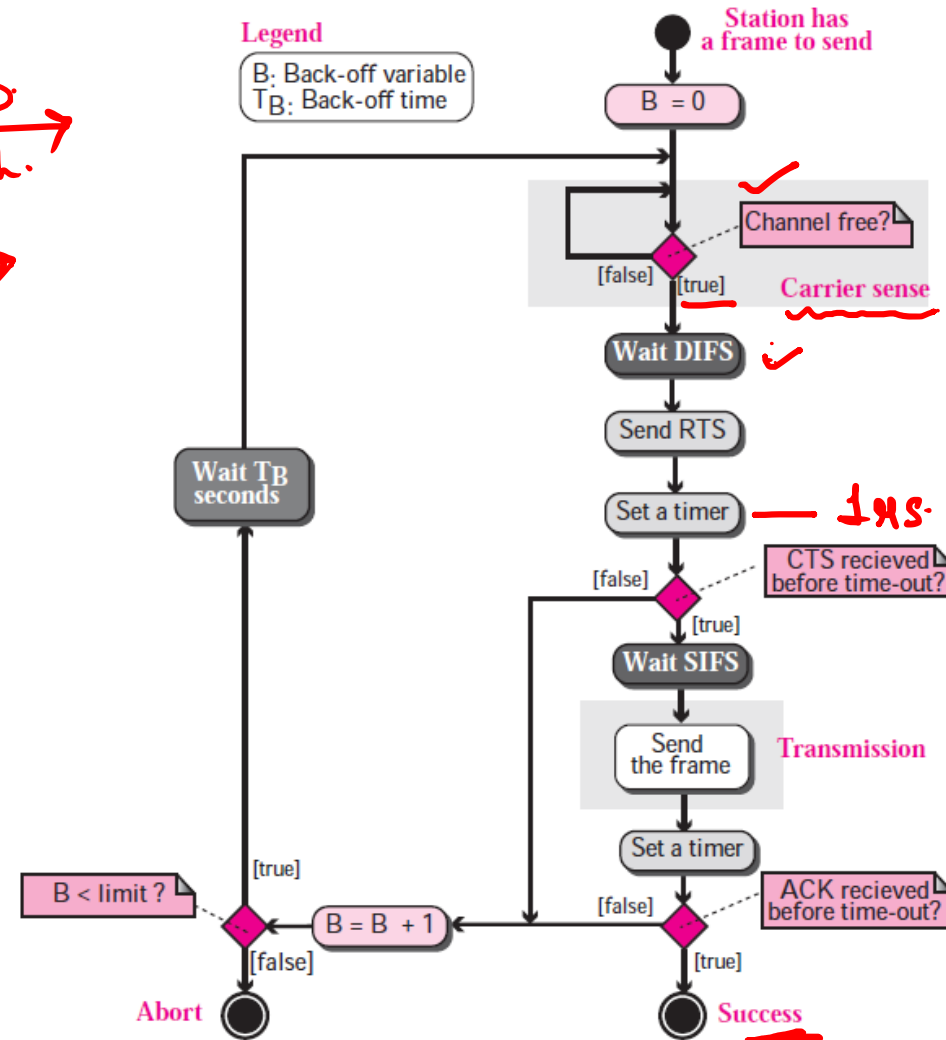 Legend
B: Back-off variable
TB: Back-off time
Station has
a frame to send
B = 0
Channel free?
[false]
[true]
Carrier sense
Wait DIFS
Send RTS
Wait TB
seconds
Set a timer
1 μs.
CTS recieved
before time-out?
[false]
[true]
Wait SIFS
Send
the frame
Transmission
Set a timer
[true]
B < limit ?
B = B + 1
[false]
ACK recieved
before time-out?
[false]
[true]
Abort
Success